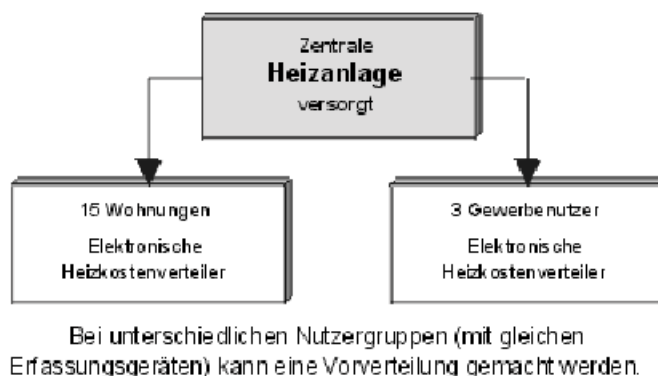 Zentrale
Heizanlage
versorgt
15 Wohnungen
Elektronische
Heizkostenverteiler
3 Gewerbenutzer
Elektronische
Heizkostenverteiler
Bei unterschiedlichen Nutzergruppen (mit gleichen
Erfassungsgeräten) kann eine Vorverteilung gemacht werden.